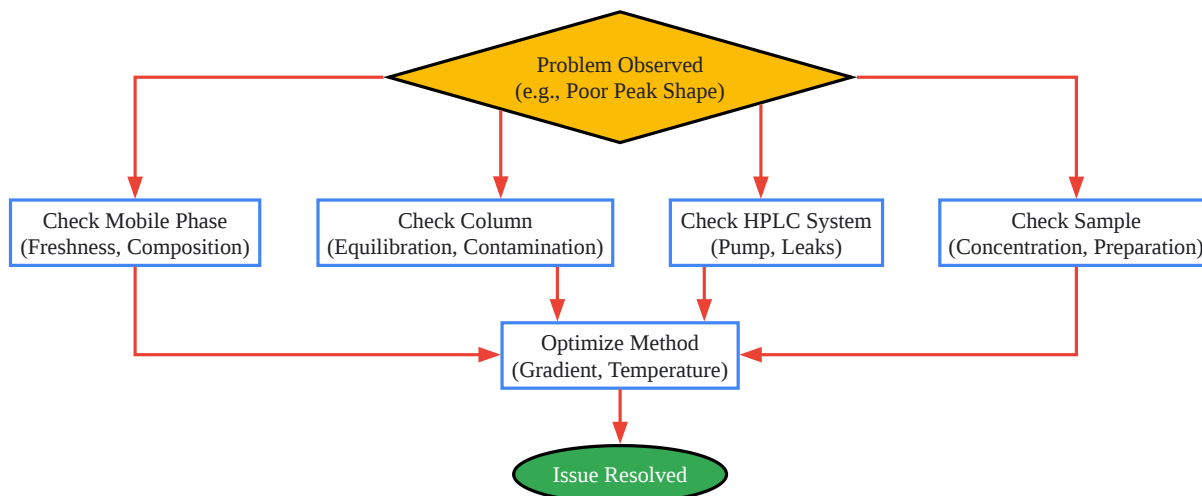 Problem Observed
(e.g., Poor Peak Shape)
Check Mobile Phase
(Freshness, Composition)
Check Column
(Equilibration, Contamination)
Check HPLC System
(Pump, Leaks)
Check Sample
(Concentration, Preparation)
Optimize Method
(Gradient, Temperature)
Issue Resolved